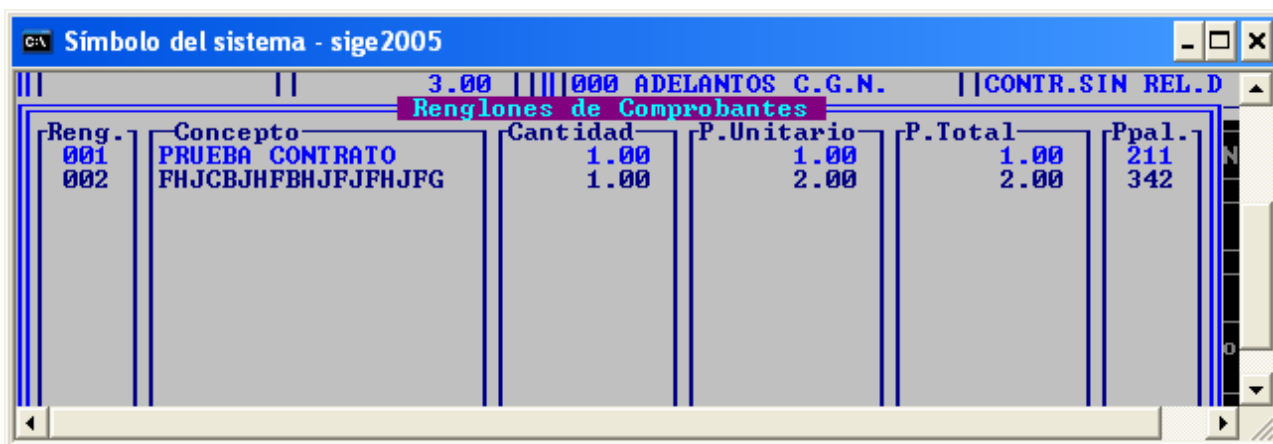 Símbolo del sistema - sige2005
3.00 000 ADELANTOS C.G.N. CONTR.SIN REL.D
Renglones de Comprobantes
Reng. Concepto Cantidad P.Unitario P.Total Ppal.
001 PRUEBA CONTRATO 1.00 1.00 1.00 211
002 FHJCBJHFBHJFJFHJFG 1.00 2.00 2.00 342